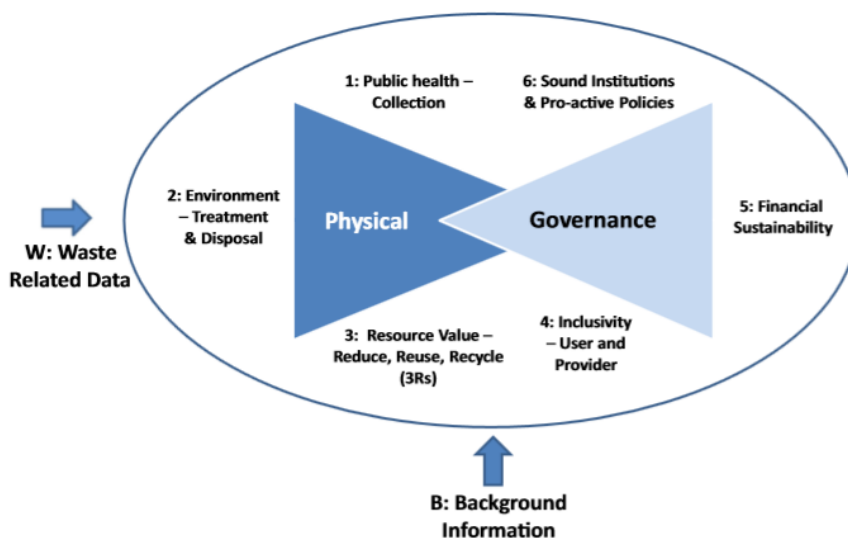 1: Public health –
Collection
6: Sound Institutions
& Pro-active Policies
2: Environment
– Treatment
& Disposal
Physical
Governance
5: Financial
Sustainability
W: Waste
Related Data
3: Resource Value –
Reduce, Reuse, Recycle
(3Rs)
4: Inclusivity
– User and
Provider
B: Background
Information